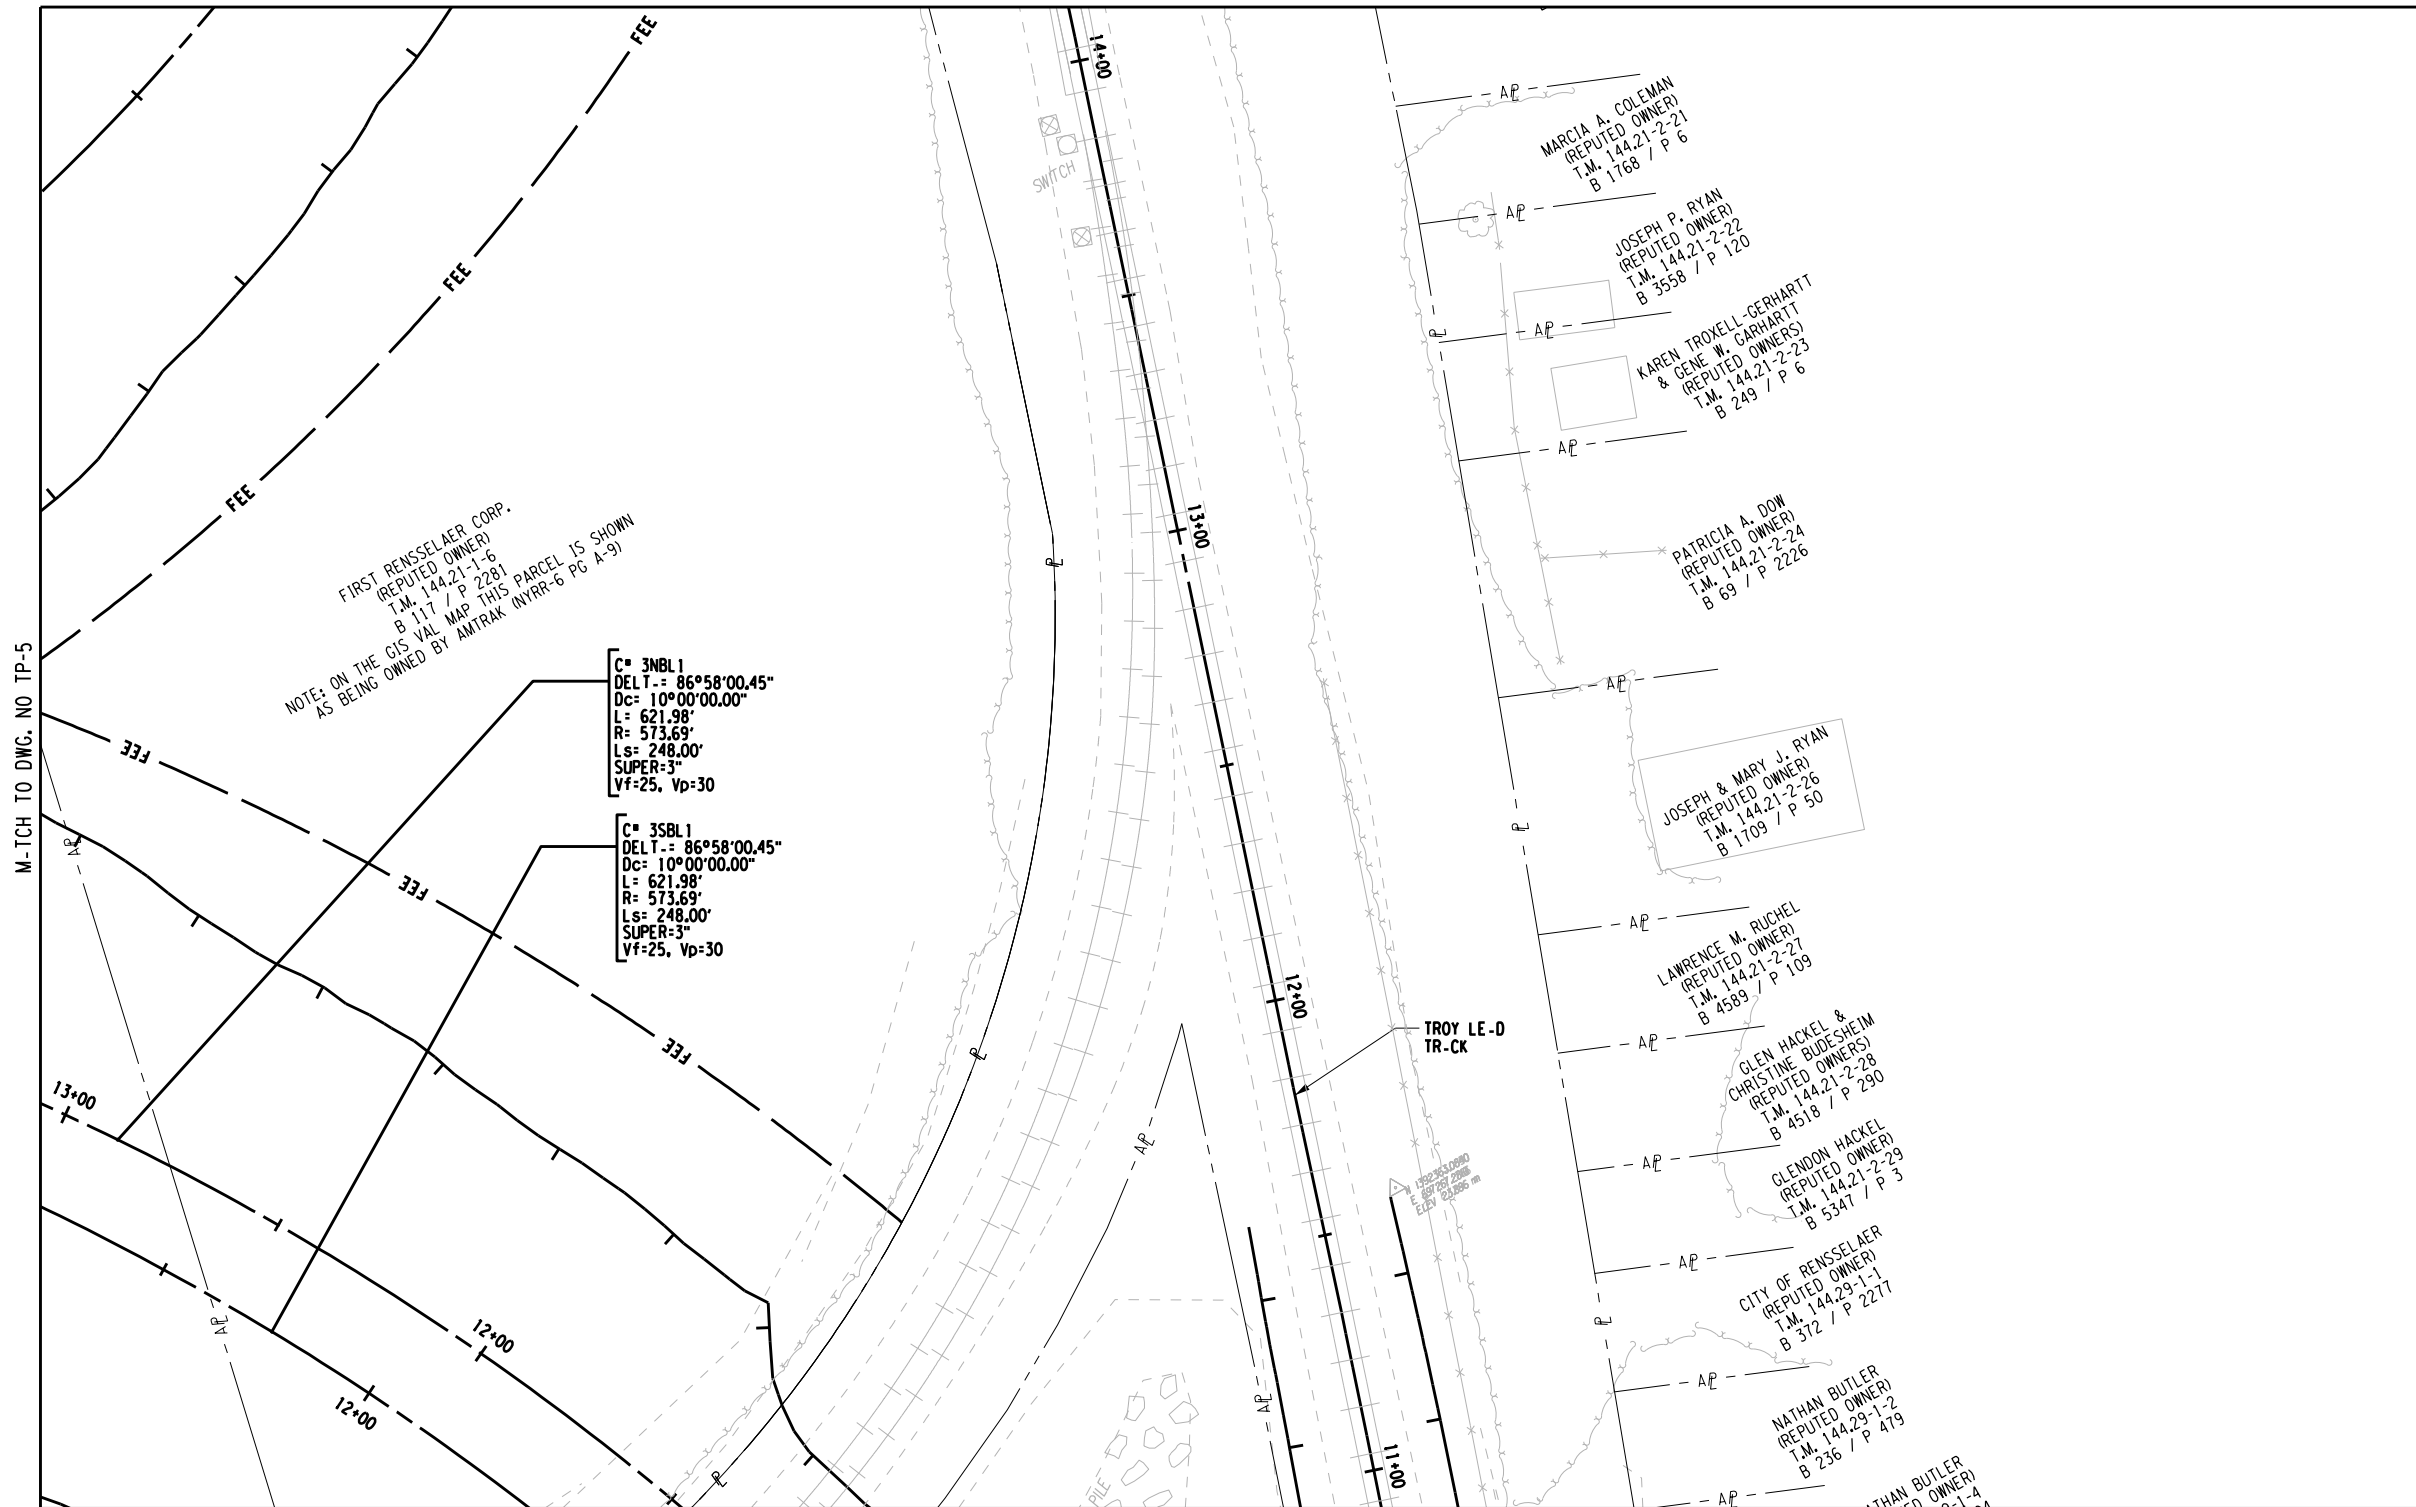 FEE
14+00
A℄
MARCIA A. COLEMAN
(REPUTED OWNER)
T.M. 144.21-2-21
B 1768 / P 6
SWITCH
JOSEPH P. RYAN
(REPUTED OWNER)
T.M. 144.21-2-22
B 3558 / P 120
FEE
KAREN TROXELL-GERHARTT
& GENE W. GARHARTT
(REPUTED OWNERS)
T.M. 144.21-2-23
B 249 / P 6
FEE
FIRST RENSSELAER CORP.
(REPUTED OWNER)
T.M. 144.21-1-6
B 117 / P 2281
NOTE: ON THE GIS VAL MAP THIS PARCEL IS SHOWN
AS BEING OWNED BY AMTRAK (NYRR-6 PG A-9)
13+00
PATRICIA A. DOW
(REPUTED OWNER)
T.M. 144.21-2-24
B 69 / P 2226
M-TCH TO DWG. NO TP-5
C# 3NBL1
DELT-= 86°58'00.45"
Dc= 10°00'00.00"
L= 621.98'
R= 573.69'
Ls= 248.00'
SUPER=3"
Vf=25, Vp=30
FEE
JOSEPH & MARY J. RYAN
(REPUTED OWNER)
T.M. 144.21-2-26
B 1709 / P 50
C# 3SBL1
DELT-= 86°58'00.45"
Dc= 10°00'00.00"
L= 621.98'
R= 573.69'
Ls= 248.00'
SUPER=3"
Vf=25, Vp=30
FEE
LAWRENCE M. RUCHEL
(REPUTED OWNER)
T.M. 144.21-2-27
B 4589 / P 109
12+00
TROY LE-D
TR-CK
FEE
GLEN HACKEL &
CHRISTINE BUDESHEIM
(REPUTED OWNERS)
T.M. 144.21-2-28
B 4518 / P 290
13+00
GLENDON HACKEL
(REPUTED OWNER)
T.M. 144.21-2-29
B 5347 / P 3
CITY OF RENSSELAER
(REPUTED OWNER)
T.M. 144.29-1-1
B 372 / P 2277
12+00
12+00
NATHAN BUTLER
(REPUTED OWNER)
T.M. 144.29-1-2
B 236 / P 479
11+00
PILE
THAN BUTLER
ED OWNER)
-1-4